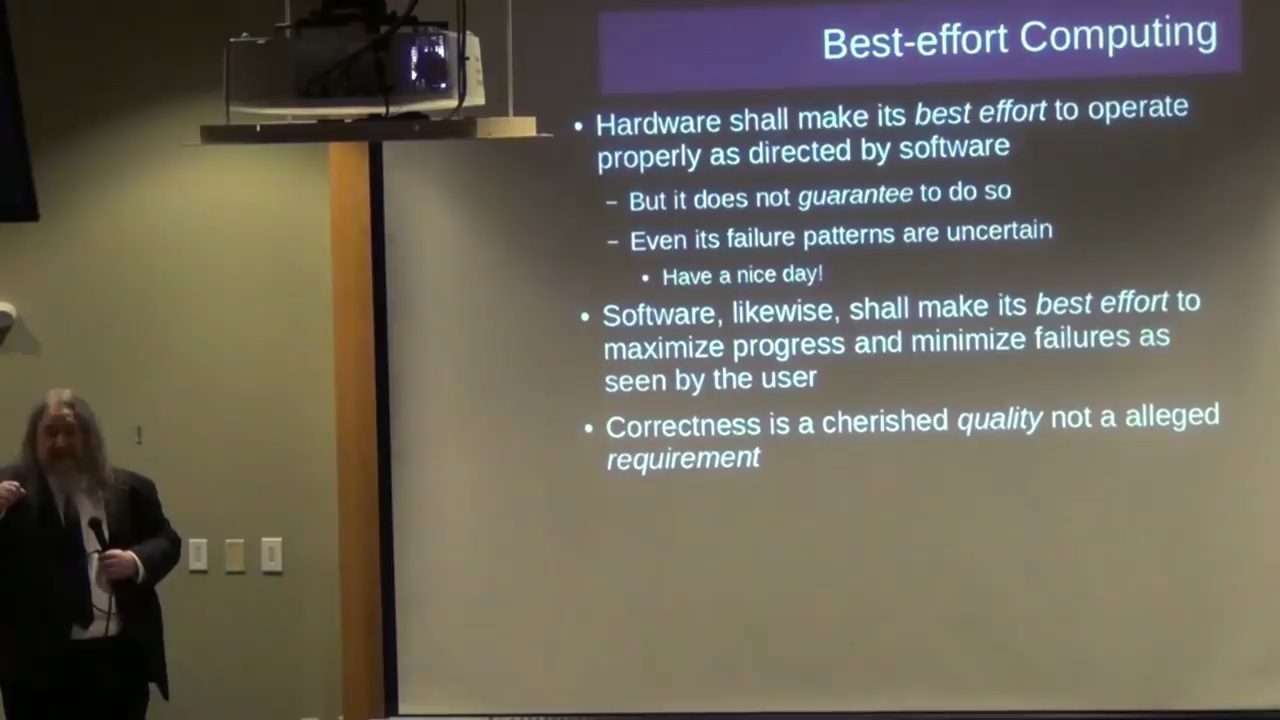 Best-effort Computing
• Hardware shall make its best effort to operate
properly as directed by software
– But it does not guarantee to do so
– Even its failure patterns are uncertain
• Have a nice day!
• Software, likewise, shall make its best effort to
maximize progress and minimize failures as
seen by the user
• Correctness is a cherished quality not a alleged
requirement